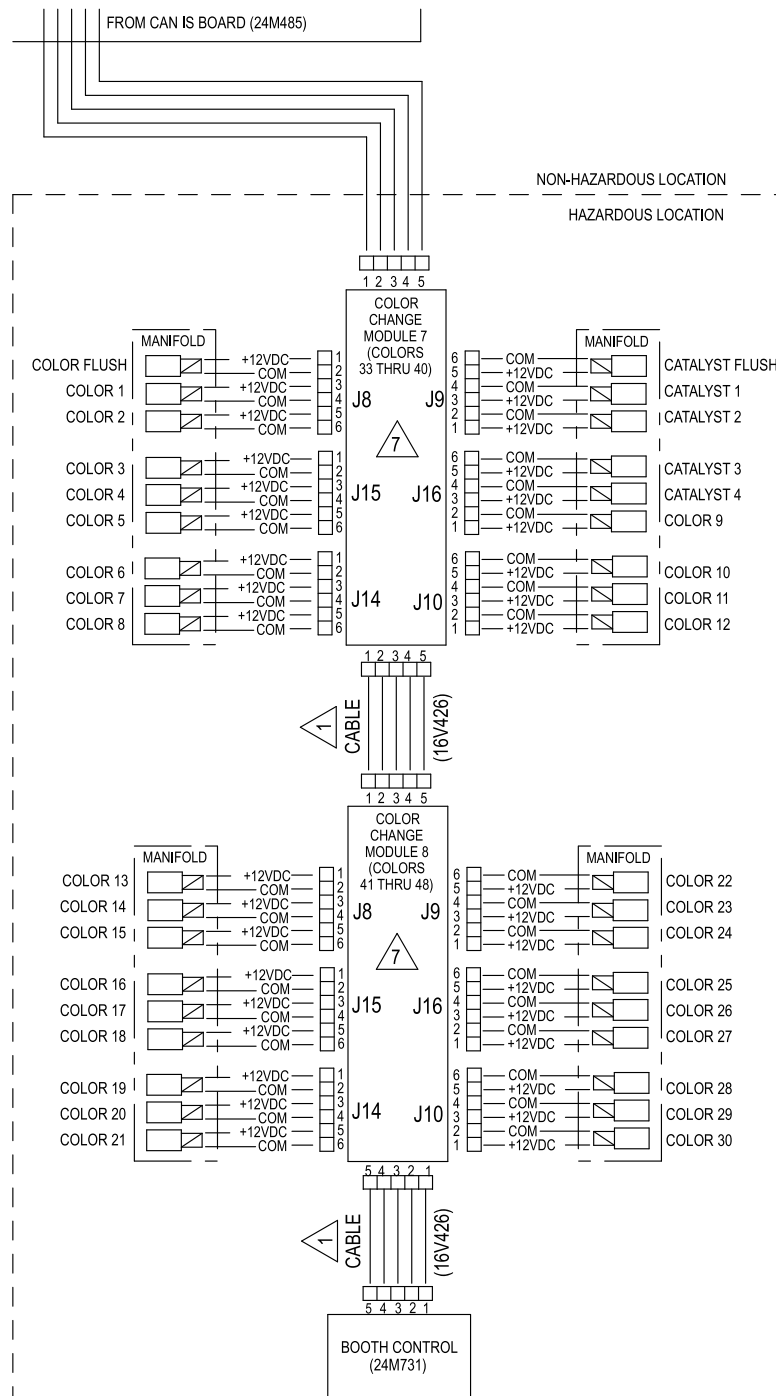 FROM CAN IS BOARD (24M485)
NON-HAZARDOUS LOCATION
HAZARDOUS LOCATION
1 2 3 4 5
COLOR
CHANGE
MODULE 7
(COLORS
33 THRU 40)
7
J8
J9
J15
J16
J14
J10
MANIFOLD
COLOR FLUSH +12VDC 1
COM 2
COLOR 1 +12VDC 3
COM 4
COLOR 2 +12VDC 5
COM 6
COLOR 3 +12VDC 1
COM 2
COLOR 4 +12VDC 3
COM 4
COLOR 5 +12VDC 5
COM 6
COLOR 6 +12VDC 1
COM 2
COLOR 7 +12VDC 3
COM 4
COLOR 8 +12VDC 5
COM 6
MANIFOLD
6 COM CATALYST FLUSH
5 +12VDC
4 COM CATALYST 1
3 +12VDC
2 COM CATALYST 2
1 +12VDC
6 COM CATALYST 3
5 +12VDC
4 COM CATALYST 4
3 +12VDC
2 COM COLOR 9
1 +12VDC
6 COM COLOR 10
5 +12VDC
4 COM COLOR 11
3 +12VDC
2 COM COLOR 12
1 +12VDC
1 2 3 4 5
1
CABLE
(16V426)
1 2 3 4 5
COLOR
CHANGE
MODULE 8
(COLORS
41 THRU 48)
7
J8
J9
J15
J16
J14
J10
MANIFOLD
COLOR 13 +12VDC 1
COM 2
COLOR 14 +12VDC 3
COM 4
COLOR 15 +12VDC 5
COM 6
COLOR 16 +12VDC 1
COM 2
COLOR 17 +12VDC 3
COM 4
COLOR 18 +12VDC 5
COM 6
COLOR 19 +12VDC 1
COM 2
COLOR 20 +12VDC 3
COM 4
COLOR 21 +12VDC 5
COM 6
MANIFOLD
6 COM COLOR 22
5 +12VDC
4 COM COLOR 23
3 +12VDC
2 COM COLOR 24
1 +12VDC
6 COM COLOR 25
5 +12VDC
4 COM COLOR 26
3 +12VDC
2 COM COLOR 27
1 +12VDC
6 COM COLOR 28
5 +12VDC
4 COM COLOR 29
3 +12VDC
2 COM COLOR 30
1 +12VDC
5 4 3 2 1
1
CABLE
(16V426)
5 4 3 2 1
BOOTH CONTROL
(24M731)